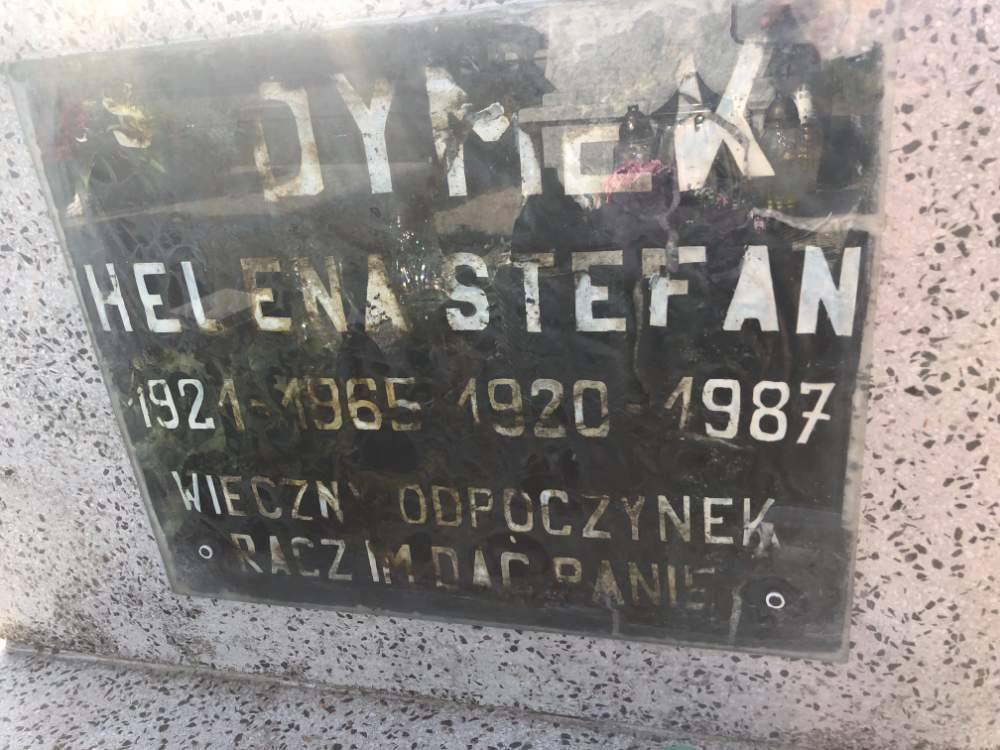 DYMEK
HELENA STEFAN
1921-1965 1920-1987
WIECZNY ODPOCZYNEK
RACZ IM DAĆ PANIE